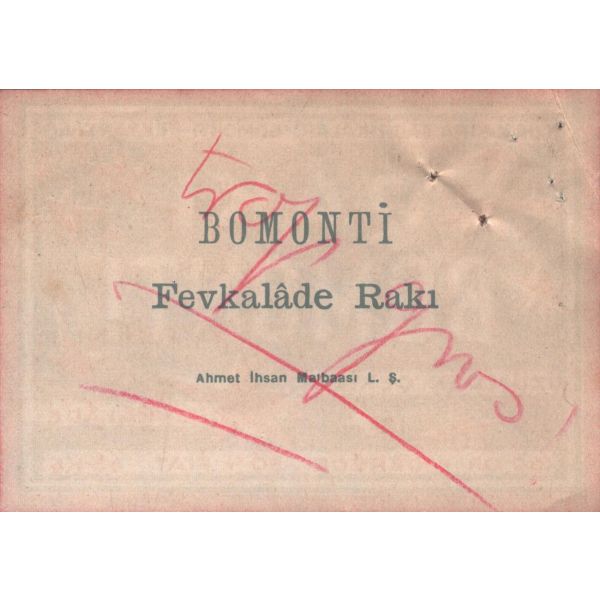 BOMONTİ
Fevkalâde Rakı
Ahmet İhsan Matbaası L. Ş.